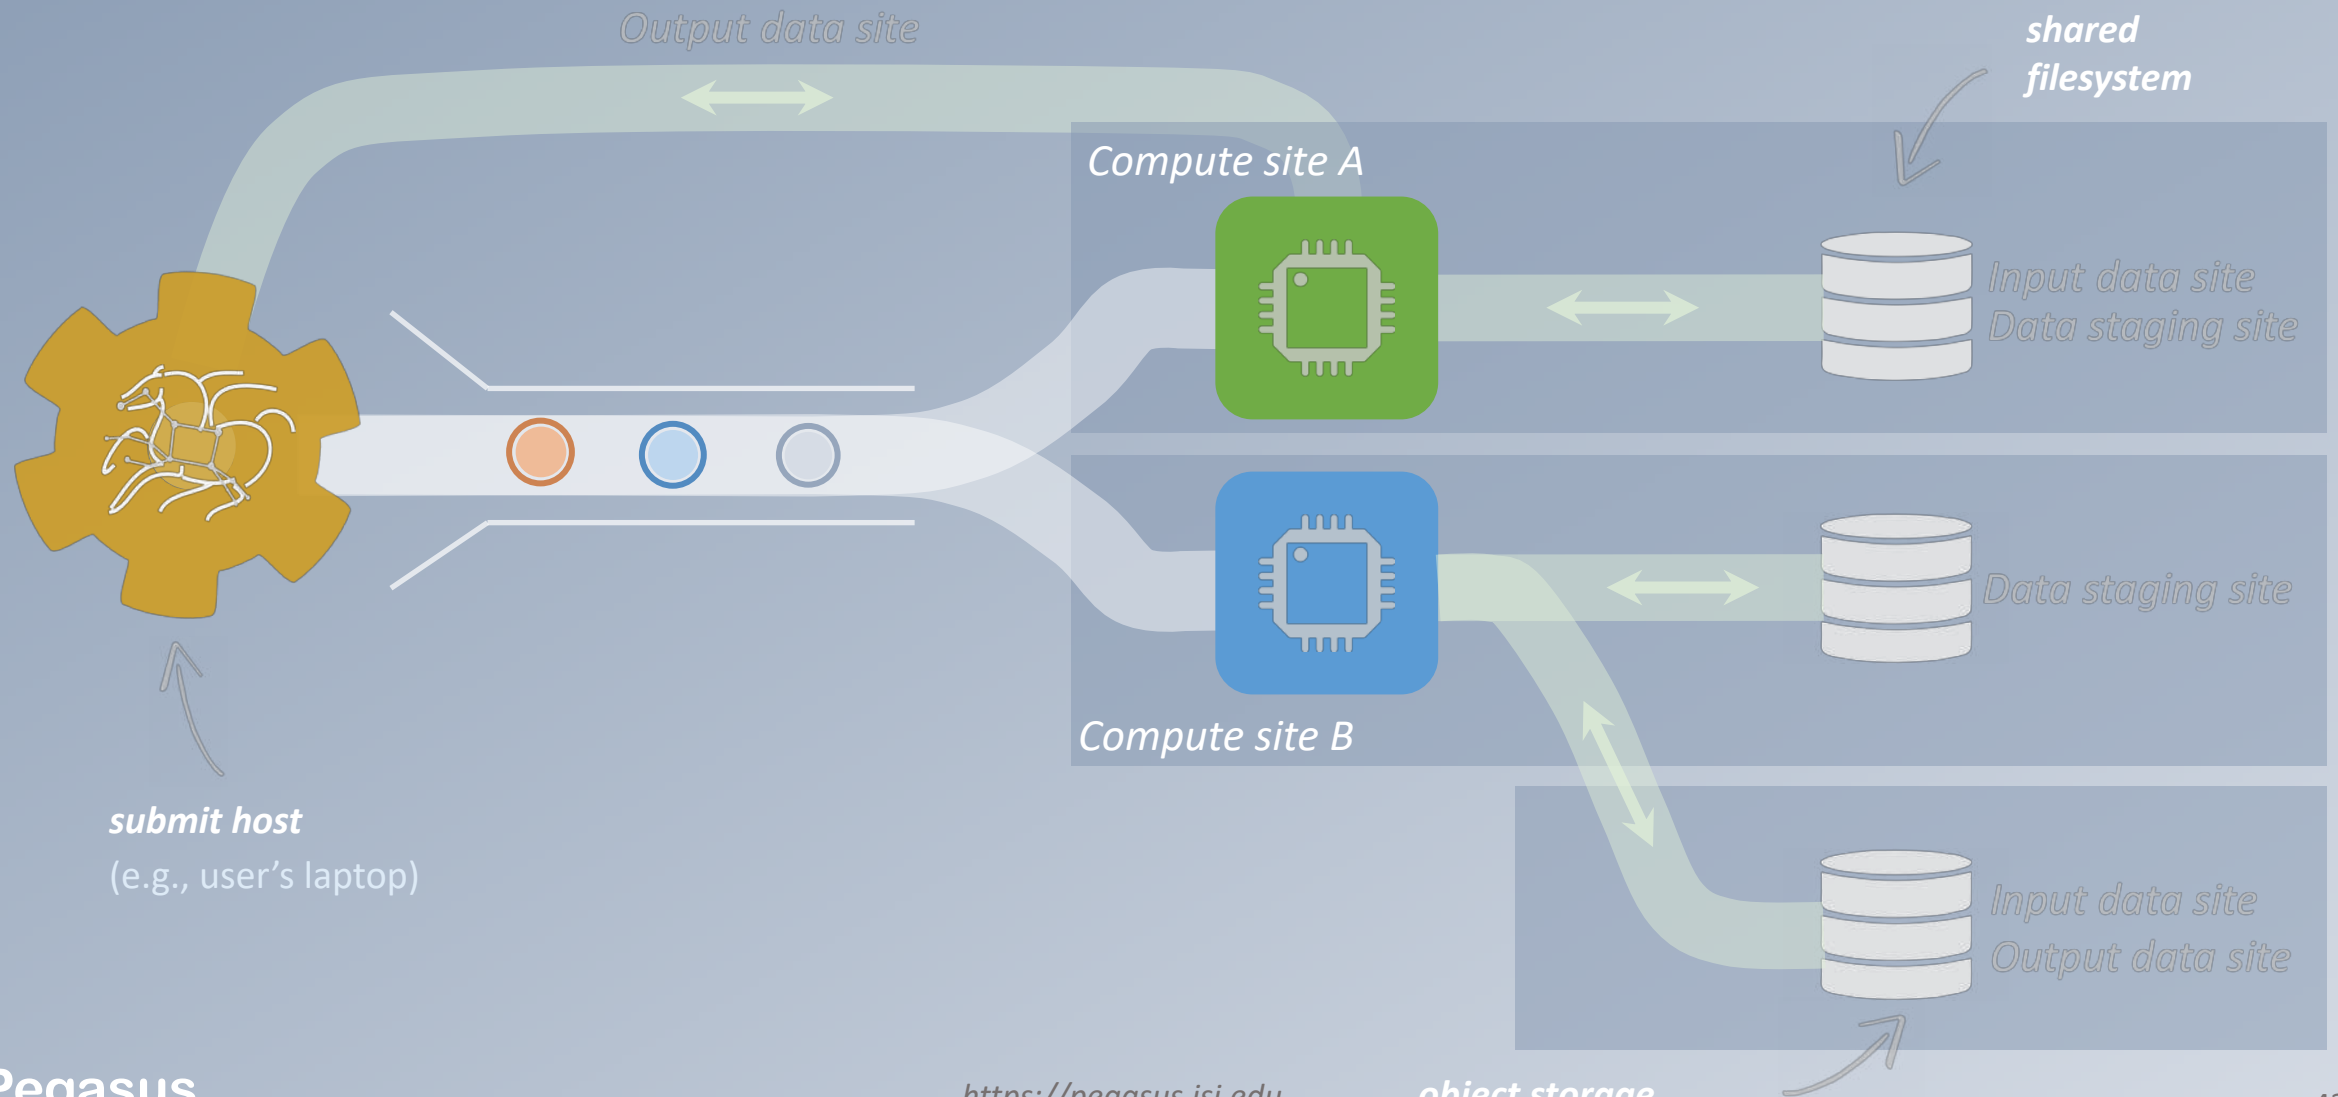 Output data site
shared
filesystem
Compute site A
Input data site
Data staging site
Data staging site
Compute site B
submit host
(e.g., user's laptop)
Input data site
Output data site
Pegasus
https://pegasus.isi.edu
object storage